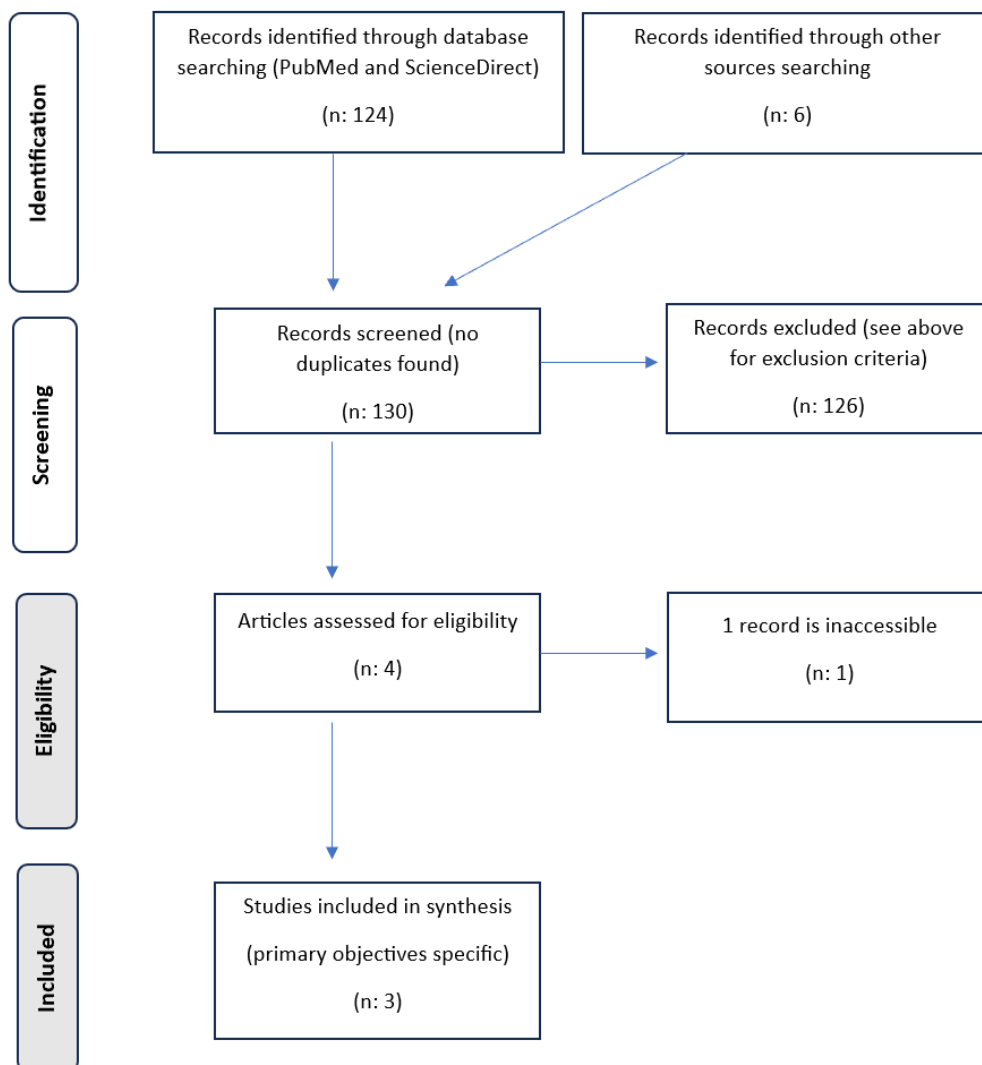 Identification
Records identified through database
searching (PubMed and ScienceDirect)
(n: 124)
Records identified through other
sources searching
(n: 6)
Screening
Records screened (no
duplicates found)
(n: 130)
Records excluded (see above
for exclusion criteria)
(n: 126)
Eligibility
Articles assessed for eligibility
(n: 4)
1 record is inaccessible
(n: 1)
Included
Studies included in synthesis
(primary objectives specific)
(n: 3)